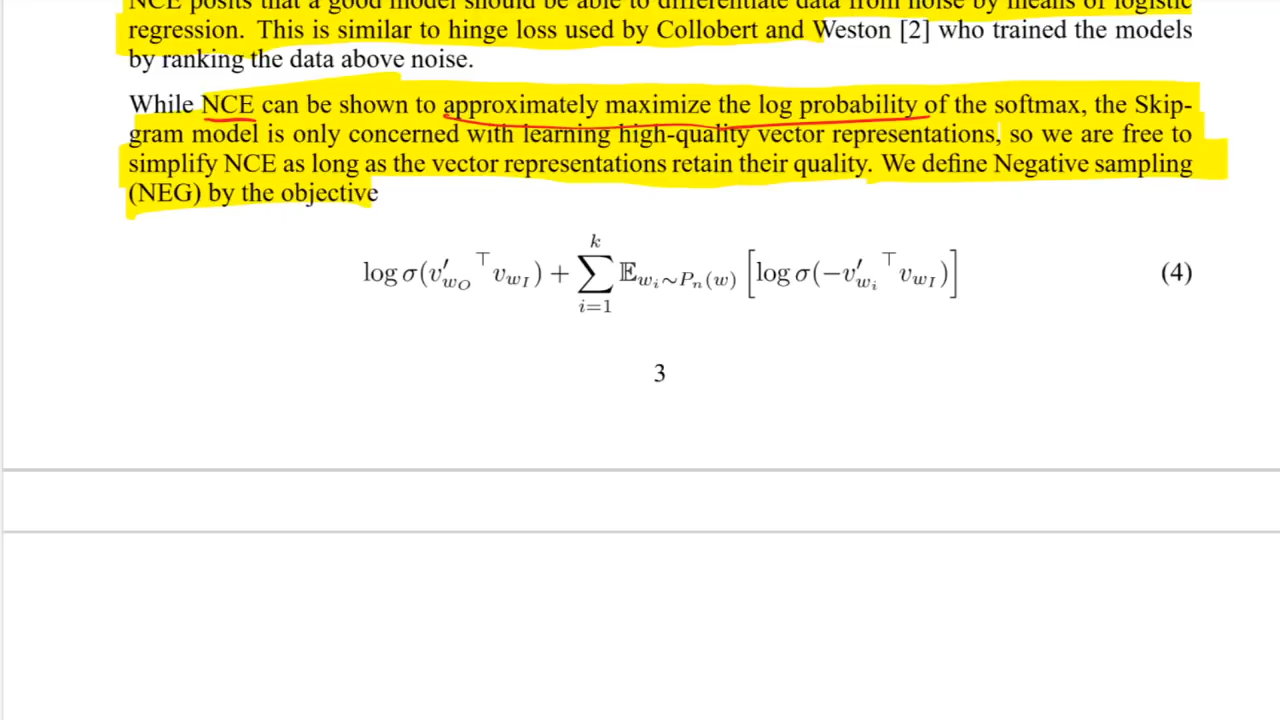 NCE posits that a good model should be able to differentiate data from noise by means of logistic
regression. This is similar to hinge loss used by Collobert and Weston [2] who trained the models
by ranking the data above noise.
While NCE can be shown to approximately maximize the log probability of the softmax, the Skip-
gram model is only concerned with learning high-quality vector representations, so we are free to
simplify NCE as long as the vector representations retain their quality. We define Negative sampling
(NEG) by the objective
log σ(v′_{w_O}^⊤ v_{w_I}) + ∑_{i=1}^{k} 𝔼_{w_i∼P_n(w)} [log σ(−v′_{w_i}^⊤ v_{w_I})] (4)
3